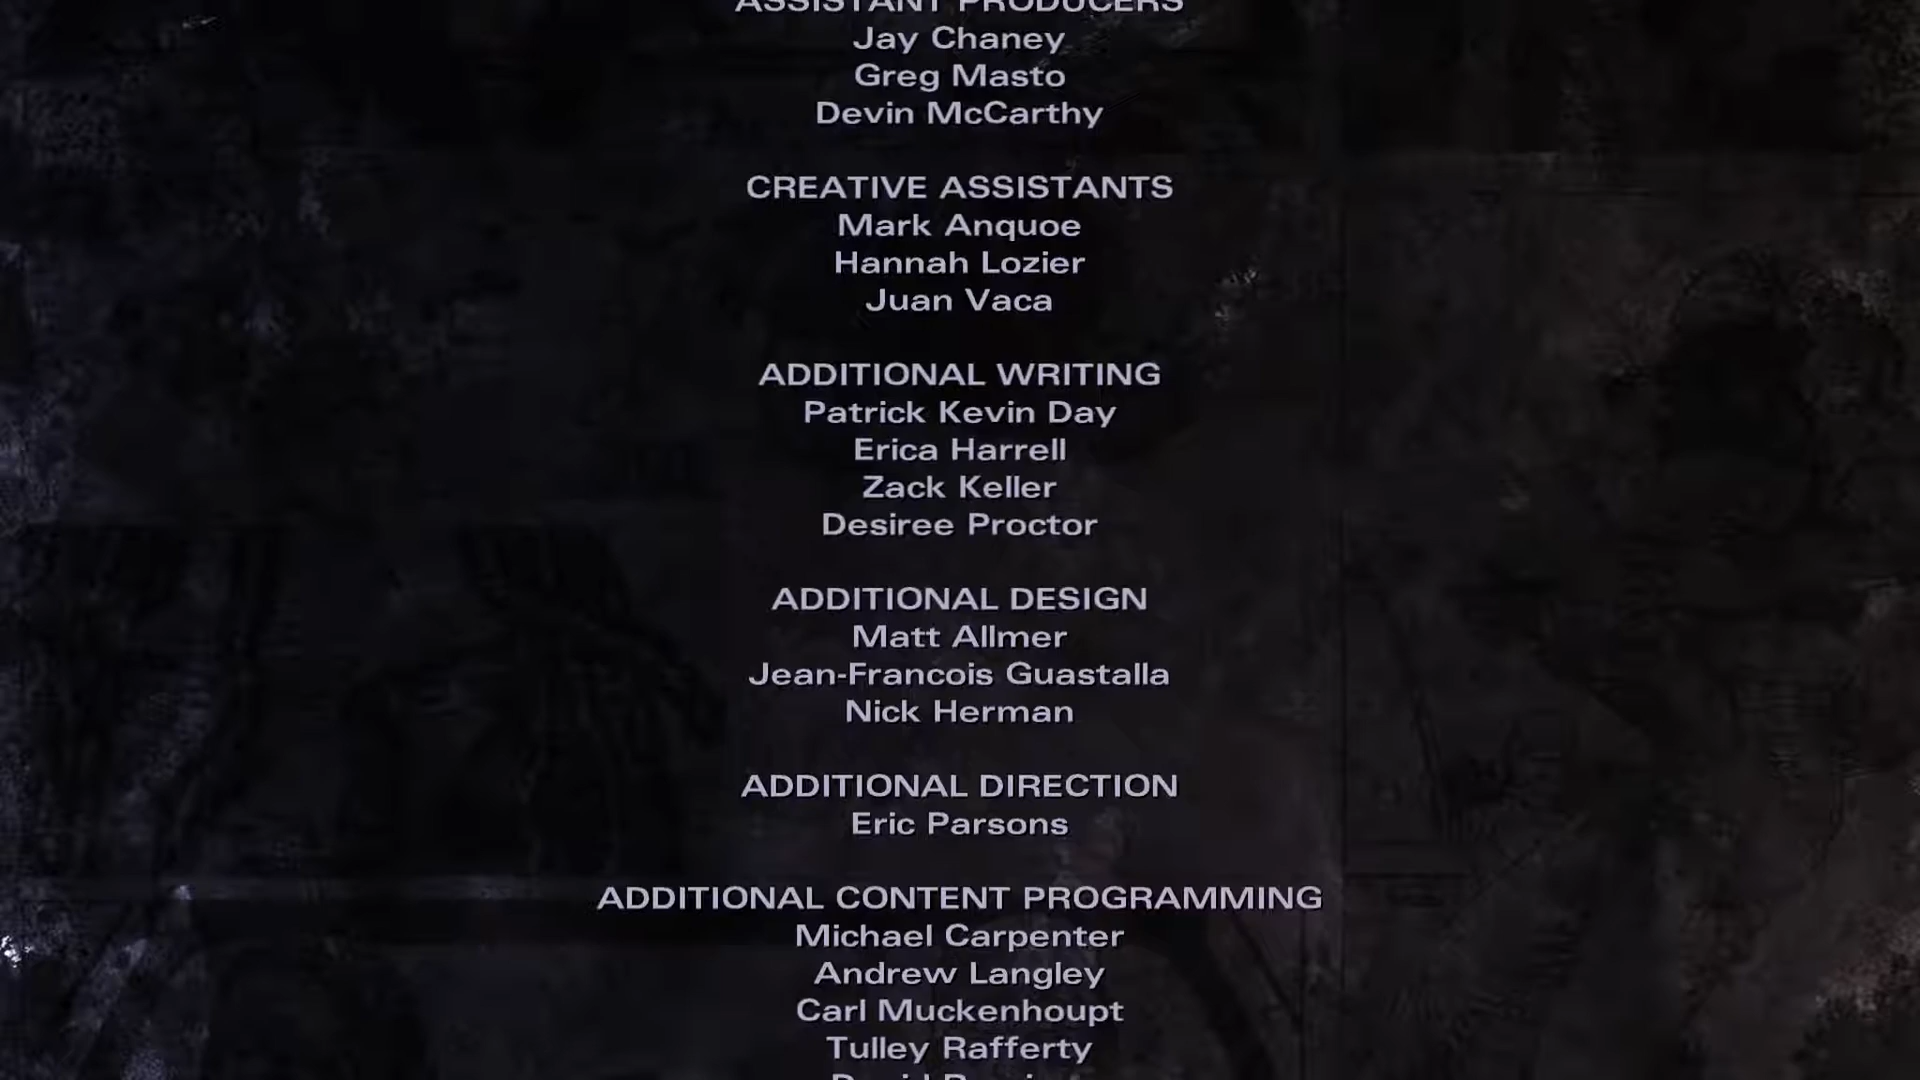 ASSISTANT PRODUCERS
Jay Chaney
Greg Masto
Devin McCarthy
CREATIVE ASSISTANTS
Mark Anquoe
Hannah Lozier
Juan Vaca
ADDITIONAL WRITING
Patrick Kevin Day
Erica Harrell
Zack Keller
Desiree Proctor
ADDITIONAL DESIGN
Matt Allmer
Jean-Francois Guastalla
Nick Herman
ADDITIONAL DIRECTION
Eric Parsons
ADDITIONAL CONTENT PROGRAMMING
Michael Carpenter
Andrew Langley
Carl Muckenhoupt
Tulley Rafferty